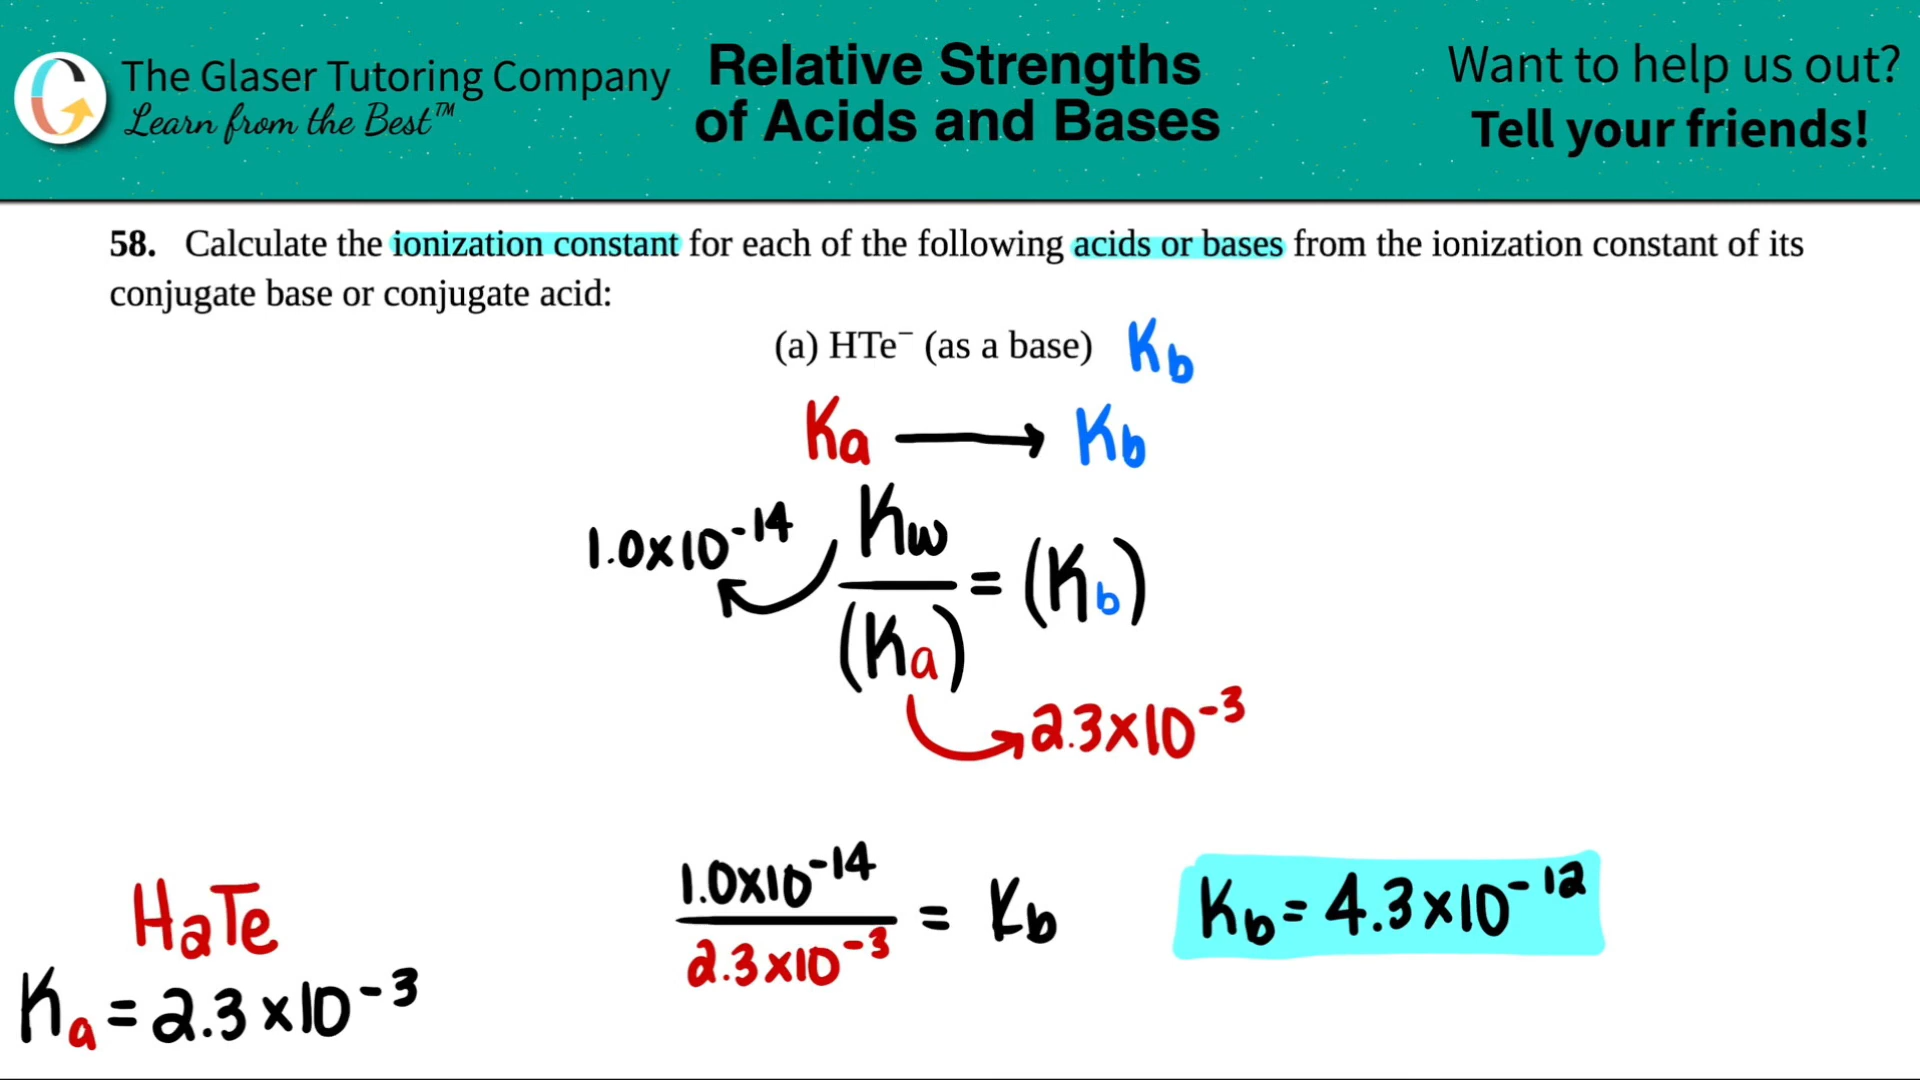 The Glaser Tutoring Company
Learn from the Best™
Relative Strengths
of Acids and Bases
Want to help us out?
Tell your friends!
58. Calculate the ionization constant for each of the following acids or bases from the ionization constant of its
conjugate base or conjugate acid:
(a) HTe⁻ (as a base) Kb
Ka → Kb
1.0x10⁻¹⁴
Kw
= (Kb)
(Ka)
2.3x10⁻³
H₂Te
Ka = 2.3x10⁻³
1.0x10⁻¹⁴
2.3x10⁻³
= Kb
Kb = 4.3x10⁻¹²